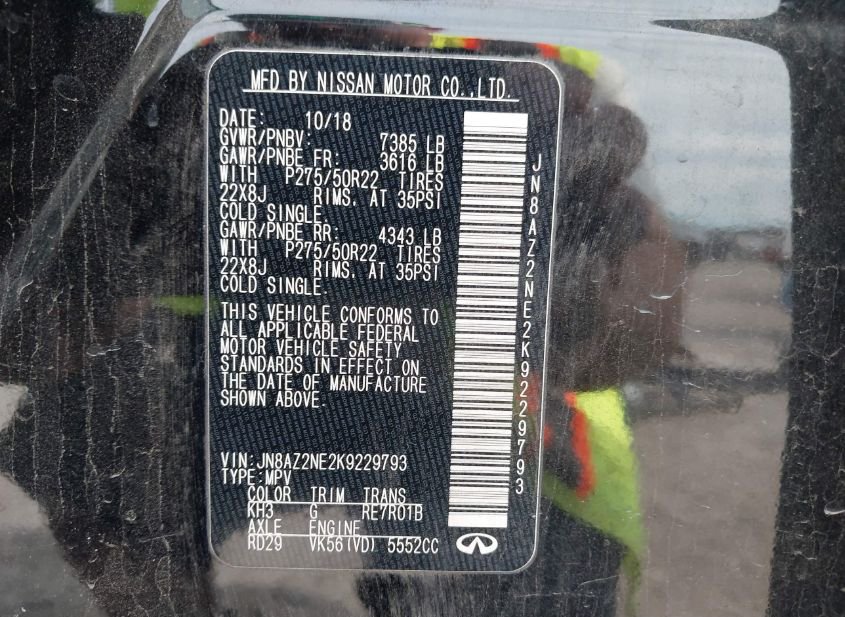 MFD BY NISSAN MOTOR CO.,LTD.
DATE: 10/18
GVWR/PNBV: 7385 LB
GAWR/PNBE FR: 3616 LB
WITH P275/50R22 TIRES
22X8J RIMS, AT 35PSI
COLD SINGLE.
GAWR/PNBE RR: 4343 LB
WITH P275/50R22 TIRES
22X8J RIMS, AT 35PSI
COLD SINGLE.
THIS VEHICLE CONFORMS TO
ALL APPLICABLE FEDERAL
MOTOR VEHICLE SAFETY
STANDARDS IN EFFECT ON
THE DATE OF MANUFACTURE
SHOWN ABOVE.
VIN:JN8AZ2NE2K9229793
TYPE:MPV
COLOR TRIM TRANS
KH3 G RE7R01B
AXLE ENGINE
RD29 VK56(VD) 5552CC
JN8AZ2NE2K9229793